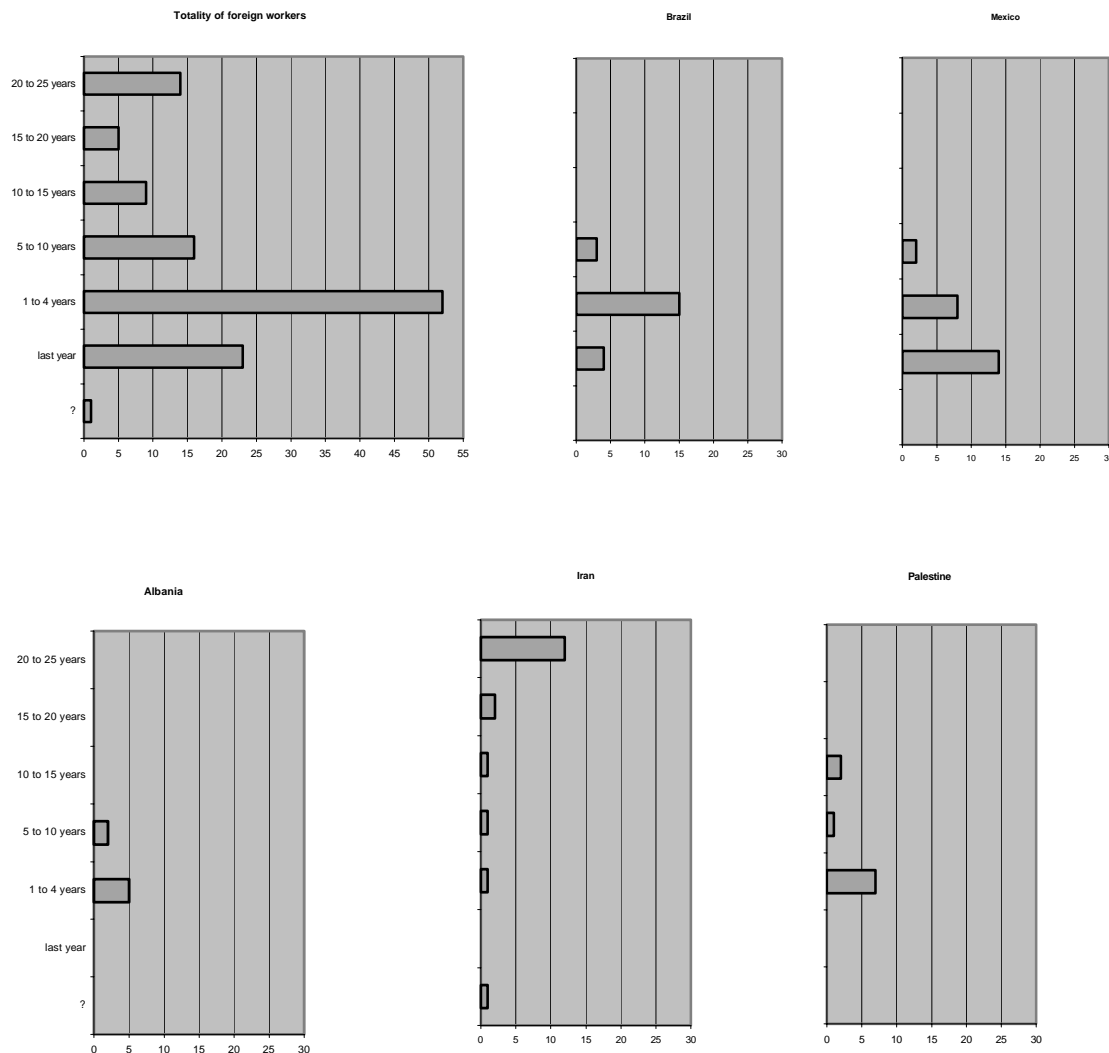 Totality of foreign workers
20 to 25 years
15 to 20 years
10 to 15 years
5 to 10 years
1 to 4 years
last year
?
0 5 10 15 20 25 30 35 40 45 50 55
Brazil
0 5 10 15 20 25 30
Mexico
0 5 10 15 20 25 30
Albania
20 to 25 years
15 to 20 years
10 to 15 years
5 to 10 years
1 to 4 years
last year
?
0 5 10 15 20 25 30
Iran
0 5 10 15 20 25 30
Palestine
0 5 10 15 20 25 30